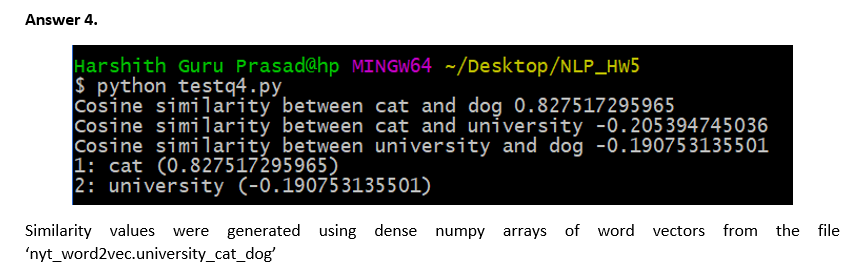 Answer 4.
Harshith Guru Prasad@hp MINGW64 ~/Desktop/NLP_HW5
$ python testq4.py
Cosine similarity between cat and dog 0.827517295965
Cosine similarity between cat and university -0.205394745036
Cosine similarity between university and dog -0.190753135501
1: cat (0.827517295965)
2: university (-0.190753135501)
Similarity values were generated using dense numpy arrays of word vectors from the file
‘nyt_word2vec.university_cat_dog’